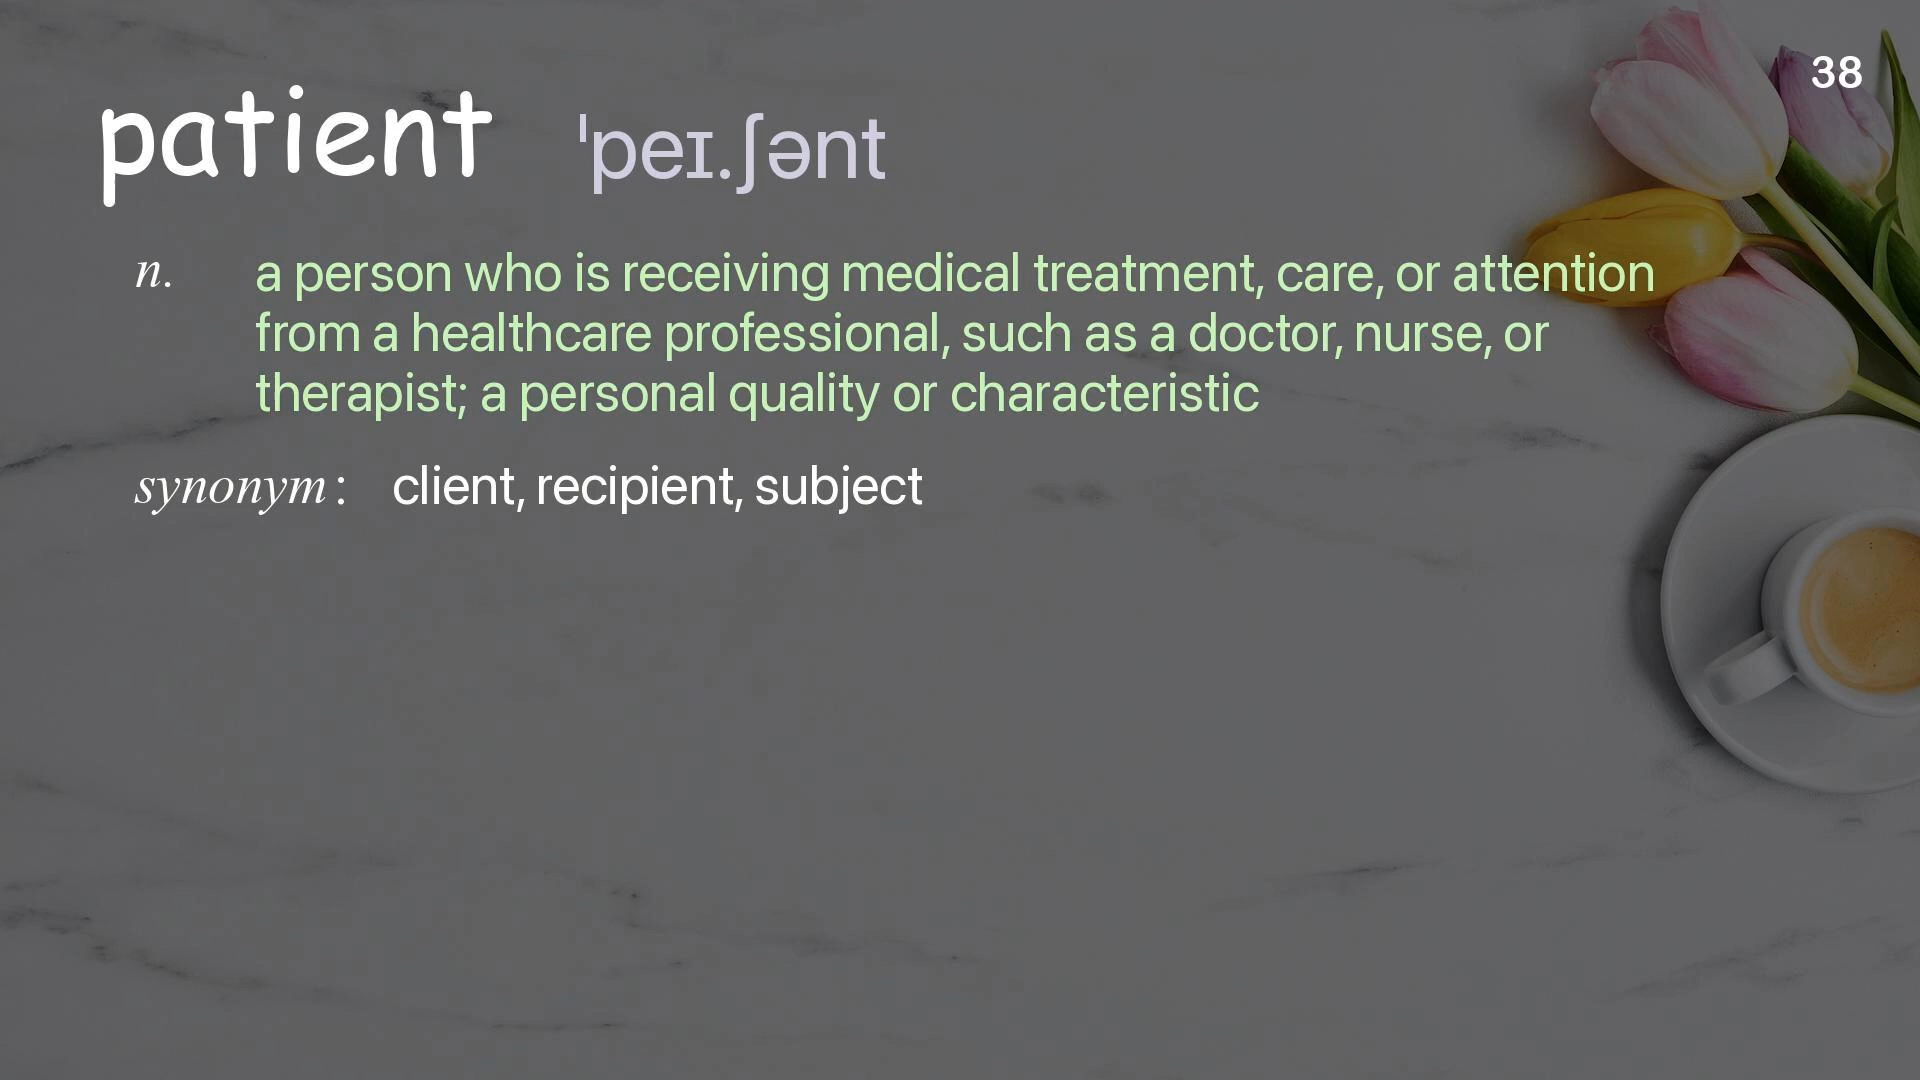 38
patient ˈpeɪ.ʃənt
n. a person who is receiving medical treatment, care, or attention
from a healthcare professional, such as a doctor, nurse, or
therapist; a personal quality or characteristic
synonym: client, recipient, subject